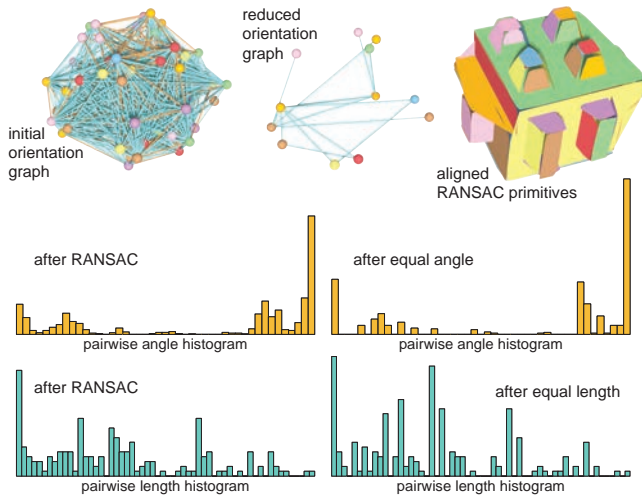 reduced
orientation
graph
initial
orientation
graph
aligned
RANSAC primitives
after RANSAC
after equal angle
pairwise angle histogram
pairwise angle histogram
after RANSAC
after equal length
pairwise length histogram
pairwise length histogram